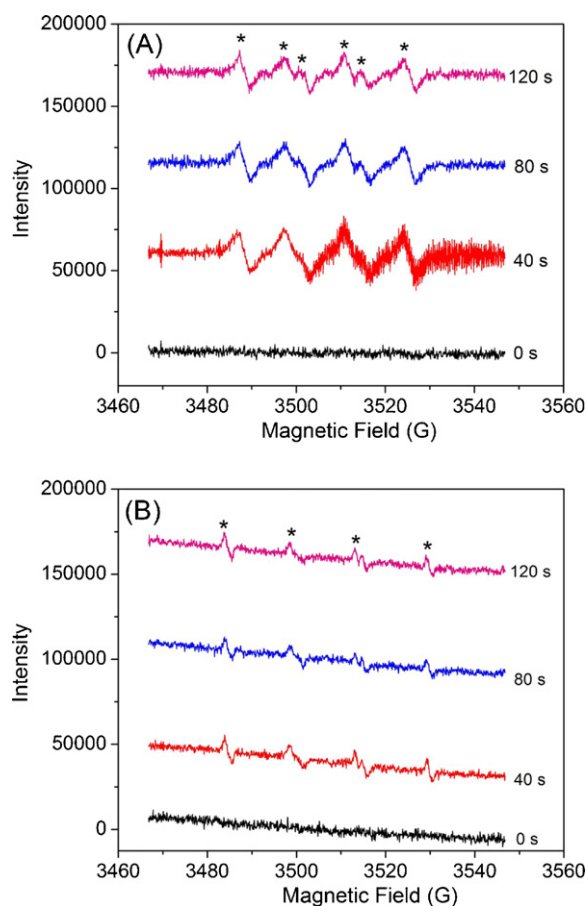 (A)
200000
150000
100000
50000
0
Intensity
* * * * * *
120 s
80 s
40 s
0 s
3460 3480 3500 3520 3540 3560
Magnetic Field (G)
(B)
200000
150000
100000
50000
0
Intensity
* * * *
120 s
80 s
40 s
0 s
3460 3480 3500 3520 3540 3560
Magnetic Field (G)